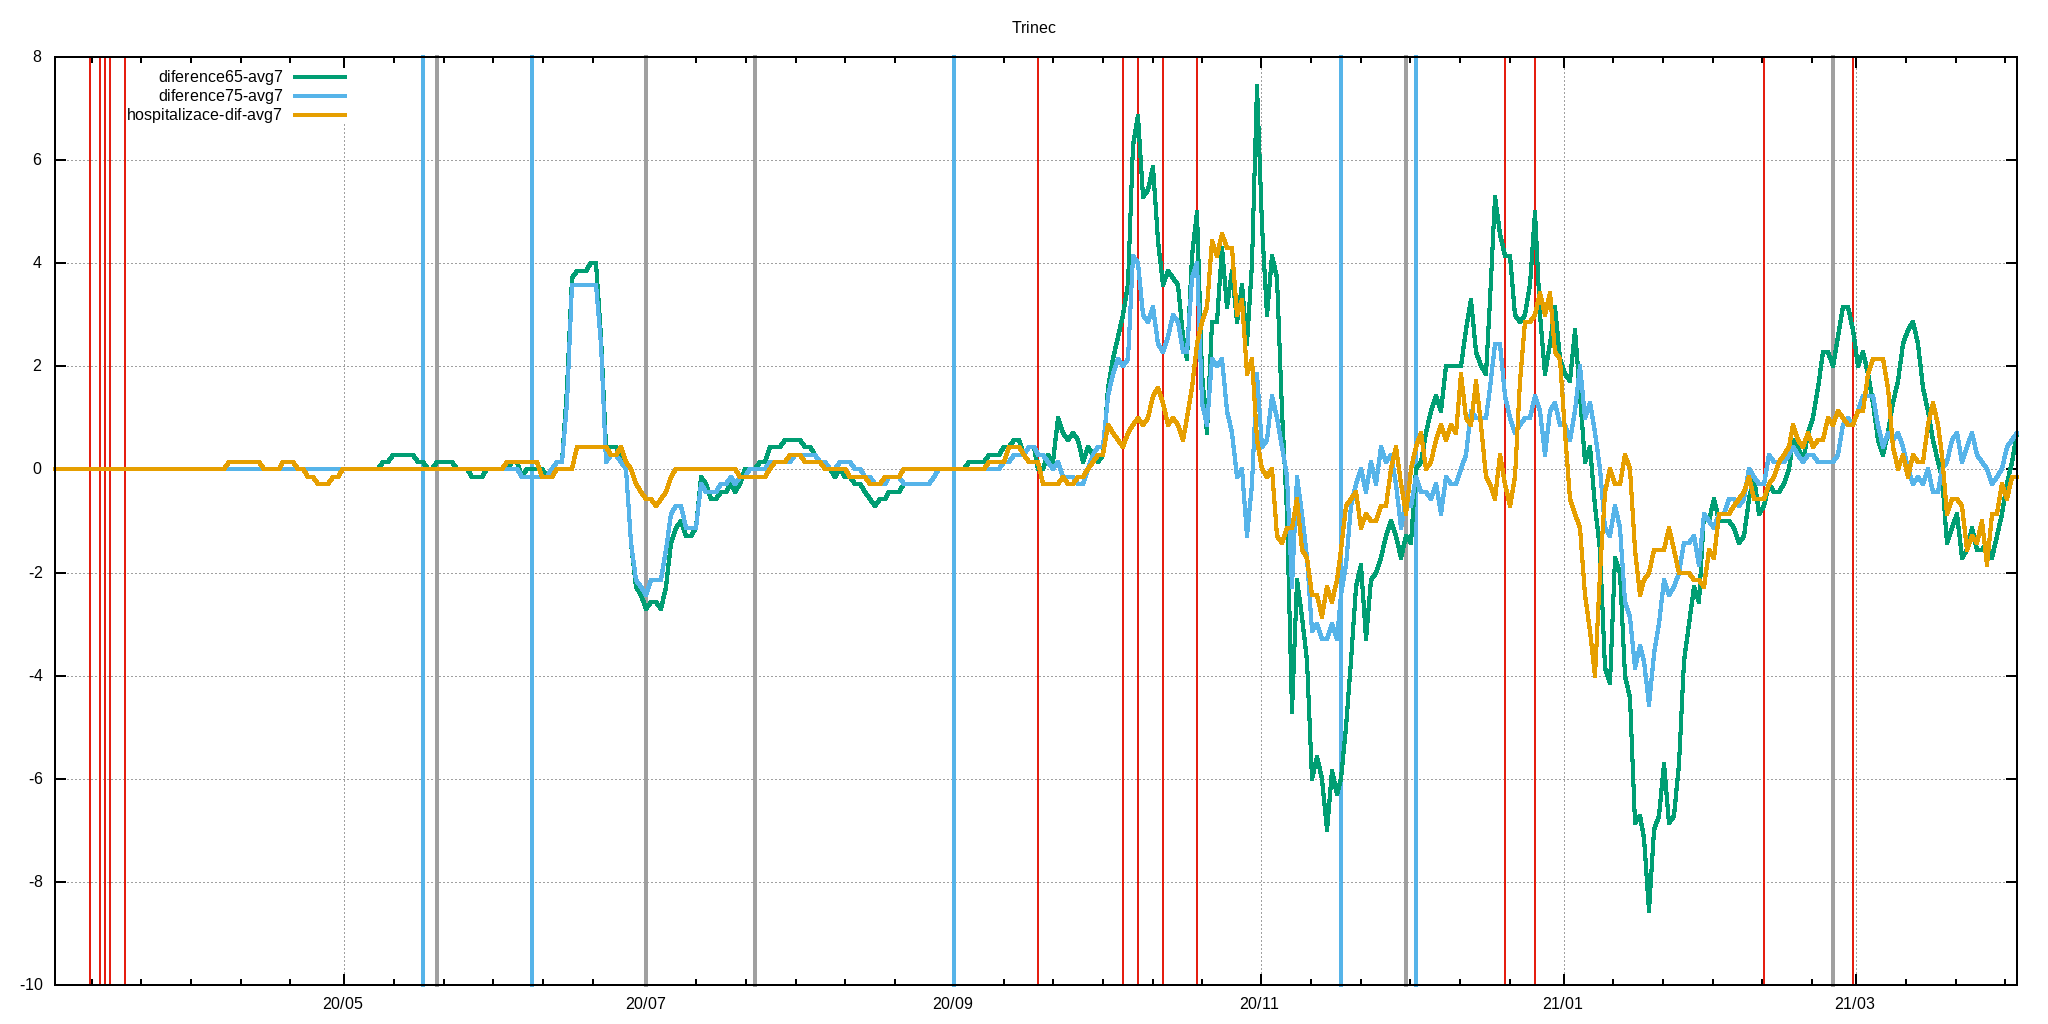 Trinec
8
diference65-avg7
diference75-avg7
hospitalizace-dif-avg7
6
4
2
0
-2
-4
-6
-8
-10
20/05 20/07 20/09 20/11 21/01 21/03